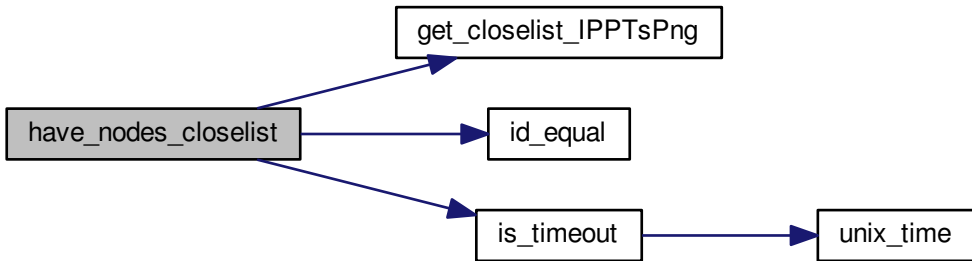 get_closelist_IPPTsPng
have_nodes_closelist
id_equal
is_timeout
unix_time